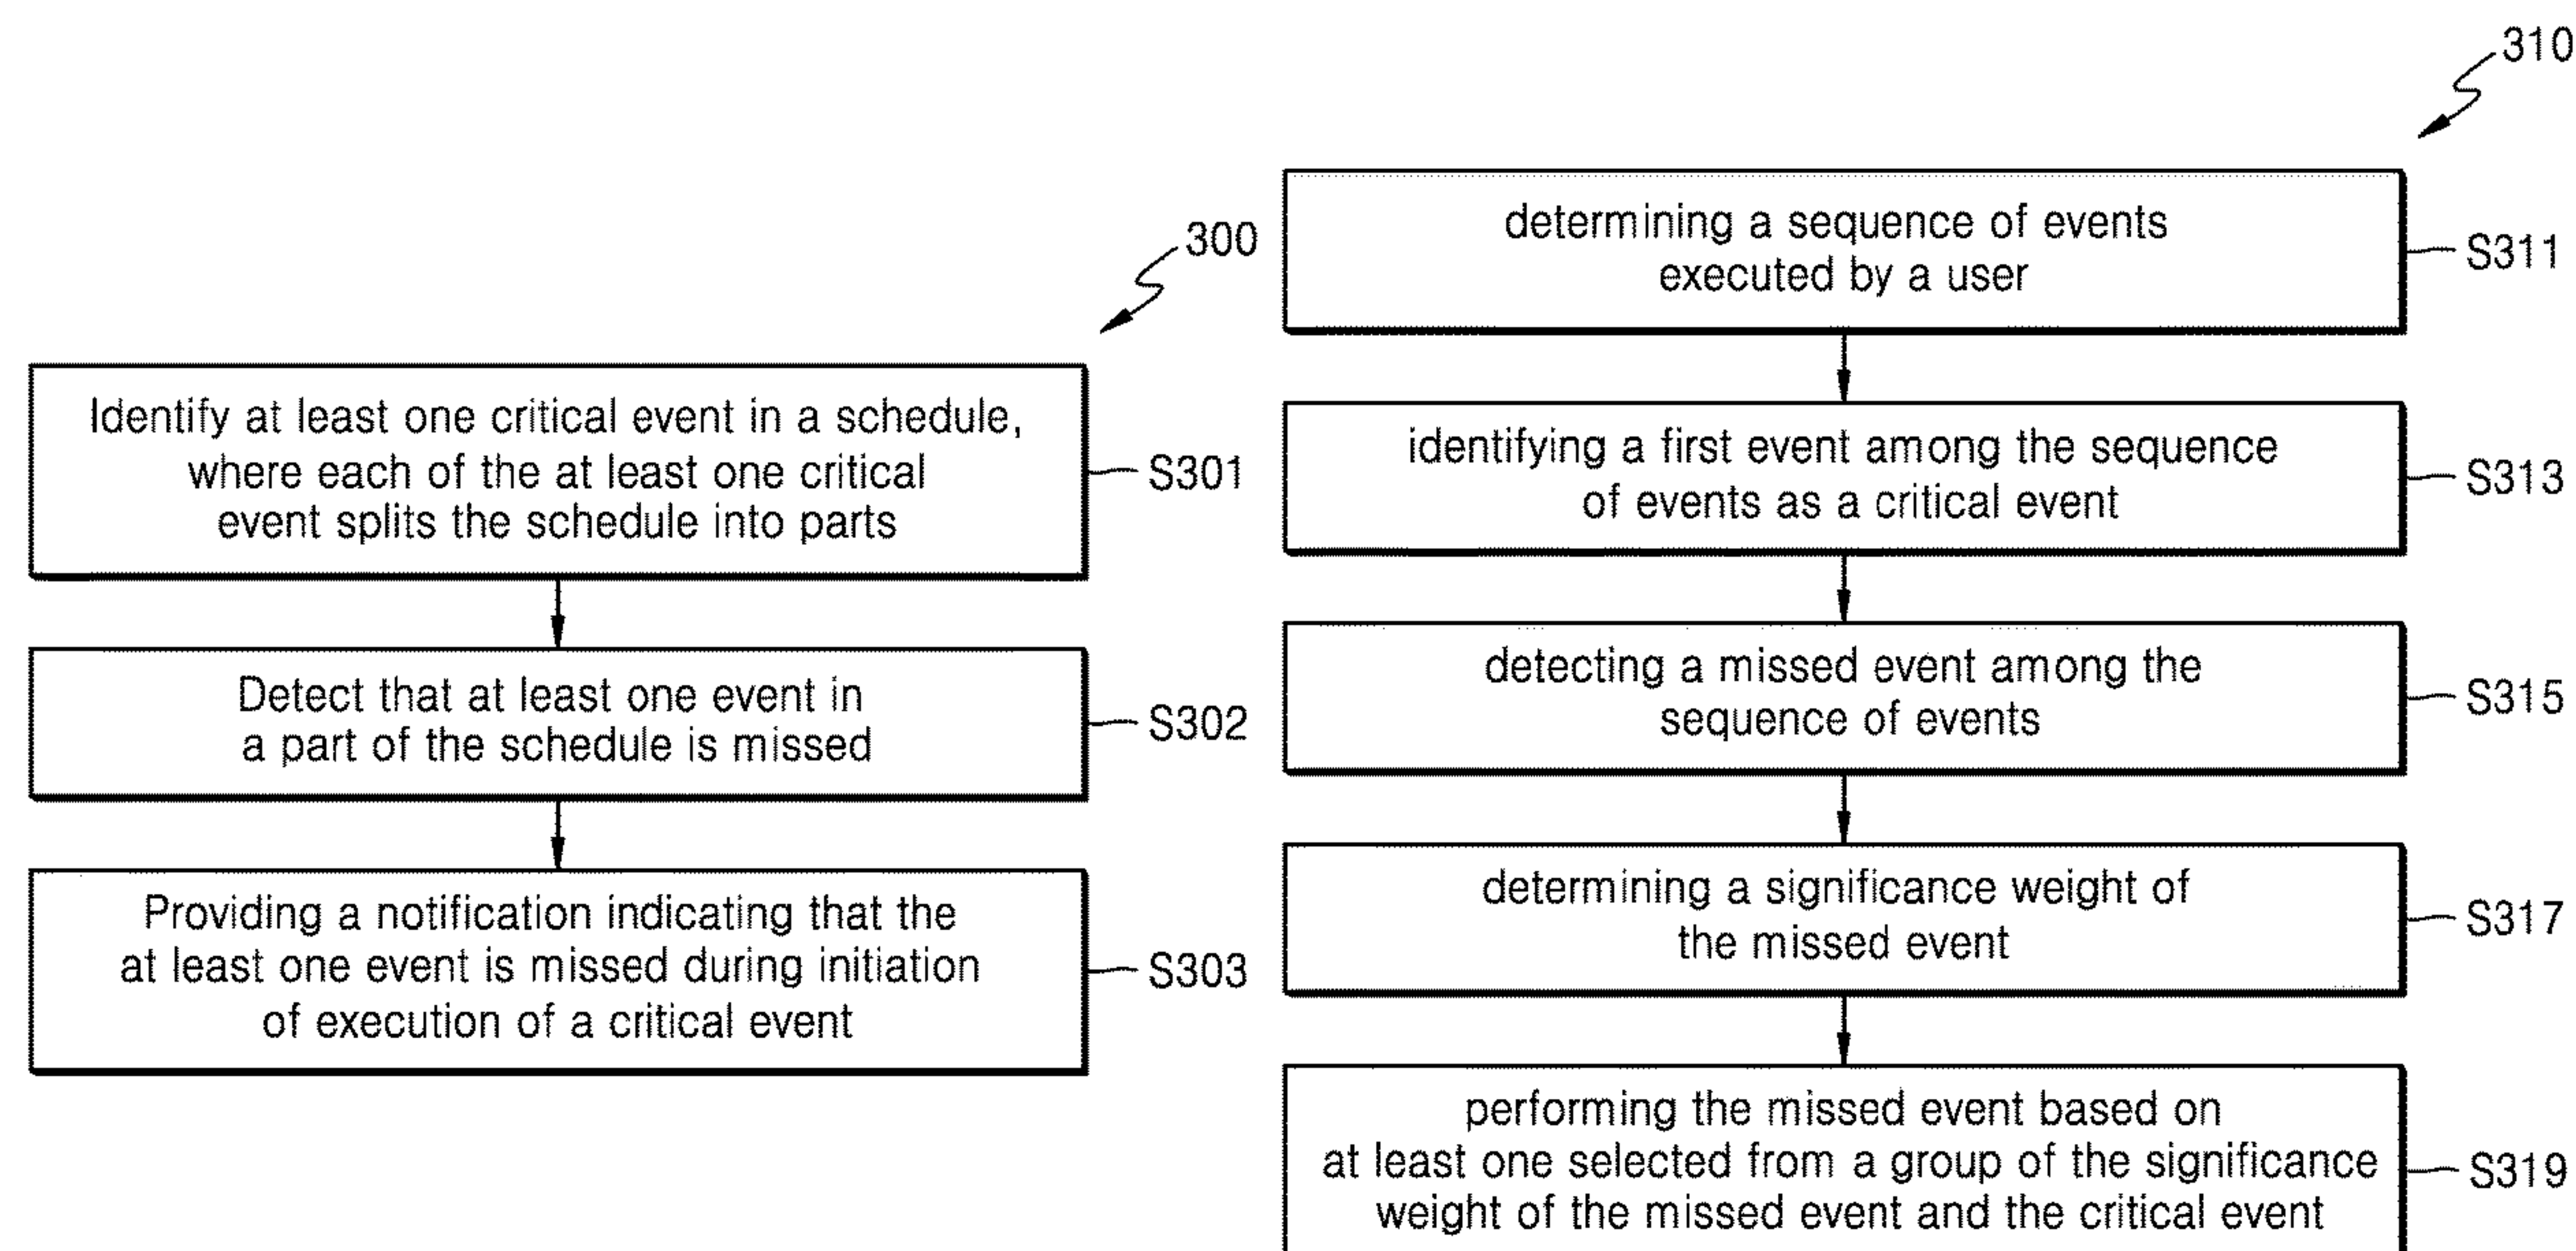 300
Identify at least one critical event in a schedule,
where each of the at least one critical
event splits the schedule into parts
S301
Detect that at least one event in
a part of the schedule is missed
S302
Providing a notification indicating that the
at least one event is missed during initiation
of execution of a critical event
S303
310
determining a sequence of events
executed by a user
S311
identifying a first event among the sequence
of events as a critical event
S313
detecting a missed event among the
sequence of events
S315
determining a significance weight of
the missed event
S317
performing the missed event based on
at least one selected from a group of the significance
weight of the missed event and the critical event
S319